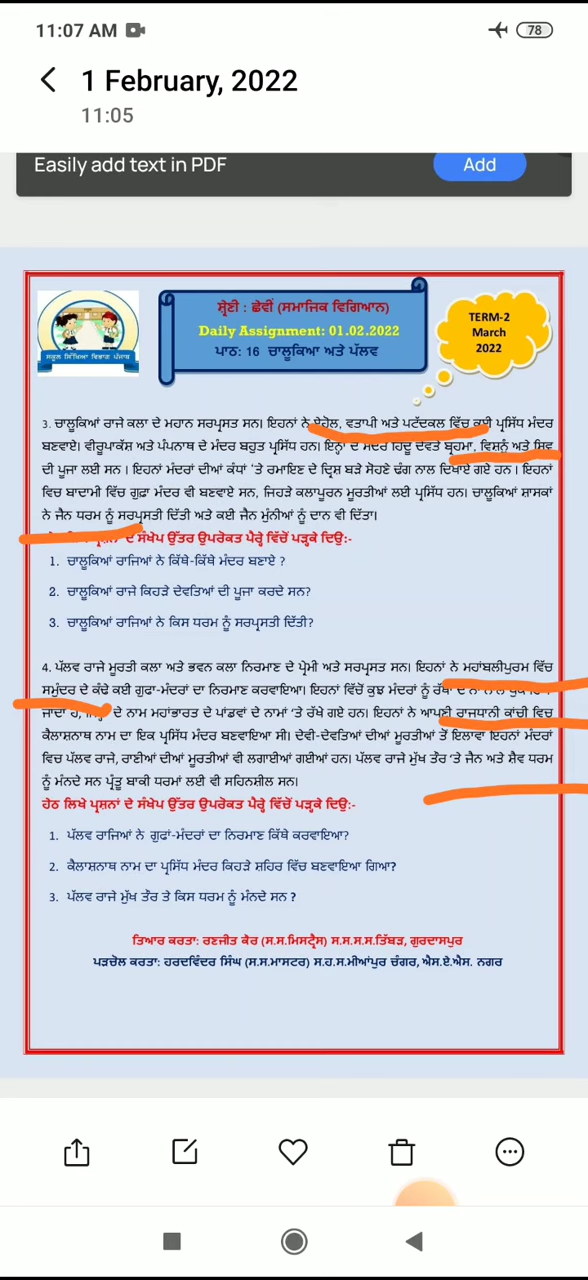 11:07 AM
78
1 February, 2022
11:05
Easily add text in PDF
Add
ਸਕੂਲ ਸਿੱਖਿਆ ਵਿਭਾਗ ਪੰਜਾਬ
ਸ਼੍ਰੇਣੀ : ਛੇਵੀਂ (ਸਮਾਜਿਕ ਵਿਗਿਆਨ)
Daily Assignment: 01.02.2022
ਪਾਠ: 16 ਚਾਲੂਕਿਆ ਅਤੇ ਪੱਲਵ
TERM-2
March
2022
3. ਚਾਲੂਕਿਆਂ ਰਾਜੇ ਕਲਾ ਦੇ ਮਹਾਨ ਸਰਪ੍ਰਸਤ ਸਨ। ਇਹਨਾਂ ਨੇ ਏਹੋਲ, ਵਤਾਪੀ ਅਤੇ ਪਟੱਦਕਲ ਵਿੱਚ ਕਈ ਪ੍ਰਸਿੱਧ ਮੰਦਰ
ਬਣਵਾਏ। ਵੀਰੂਪਾਕਸ਼ ਅਤੇ ਪੰਪਨਾਥ ਦੇ ਮੰਦਰ ਬਹੁਤ ਪ੍ਰਸਿੱਧ ਹਨ। ਇਨ੍ਹਾਂ ਦੇ ਮੰਦਰ ਹਿੰਦੂ ਦੇਵਤੇ ਬ੍ਰਹਮਾ, ਵਿਸ਼ਨੂੰ ਅਤੇ ਸ਼ਿਵ
ਦੀ ਪੂਜਾ ਲਈ ਸਨ । ਇਹਨਾਂ ਮੰਦਰਾਂ ਦੀਆਂ ਕੰਧਾਂ 'ਤੇ ਰਮਾਇਣ ਦੇ ਦ੍ਰਿਸ਼ ਬੜੇ ਸੋਹਣੇ ਢੰਗ ਨਾਲ ਦਿਖਾਏ ਗਏ ਹਨ । ਇਹਨਾਂ
ਵਿਚ ਬਾਦਾਮੀ ਵਿੱਚ ਗੁਫ਼ਾ ਮੰਦਰ ਵੀ ਬਣਵਾਏ ਸਨ, ਜਿਹੜੇ ਕਲਾਪੂਰਨ ਮੂਰਤੀਆਂ ਲਈ ਪ੍ਰਸਿੱਧ ਹਨ। ਚਾਲੂਕਿਆਂ ਸ਼ਾਸਕਾਂ
ਨੇ ਜੈਨ ਧਰਮ ਨੂੰ ਸਰਪ੍ਰਸਤੀ ਦਿੱਤੀ ਅਤੇ ਕਈ ਜੈਨ ਮੁੰਨੀਆਂ ਨੂੰ ਦਾਨ ਵੀ ਦਿੱਤਾ।
ਦੇ ਸੰਖੇਪ ਉੱਤਰ ਉਪਰੋਕਤ ਪੈਰ੍ਹੇ ਵਿੱਚੋਂ ਪੜ੍ਹਕੇ ਦਿਉ:-
1. ਚਾਲੂਕਿਆਂ ਰਾਜਿਆਂ ਨੇ ਕਿੱਥੇ-ਕਿੱਥੇ ਮੰਦਰ ਬਣਾਏ ?
2. ਚਾਲੂਕਿਆਂ ਰਾਜੇ ਕਿਹੜੇ ਦੇਵਤਿਆਂ ਦੀ ਪੂਜਾ ਕਰਦੇ ਸਨ?
3. ਚਾਲੂਕਿਆਂ ਰਾਜਿਆਂ ਨੇ ਕਿਸ ਧਰਮ ਨੂੰ ਸਰਪ੍ਰਸਤੀ ਦਿੱਤੀ?
4. ਪੱਲਵ ਰਾਜੇ ਮੂਰਤੀ ਕਲਾ ਅਤੇ ਭਵਨ ਕਲਾ ਨਿਰਮਾਣ ਦੇ ਪ੍ਰੇਮੀ ਅਤੇ ਸਰਪ੍ਰਸਤ ਸਨ। ਇਹਨਾਂ ਨੇ ਮਹਾਂਬਲੀਪੁਰਮ ਵਿੱਚ
ਸਮੁੰਦਰ ਦੇ ਕੰਢੇ ਕਈ ਗੁਫਾ-ਮੰਦਰਾਂ ਦਾ ਨਿਰਮਾਣ ਕਰਵਾਇਆ। ਇਹਨਾਂ ਵਿੱਚੋਂ ਕੁਝ ਮੰਦਰਾਂ ਨੂੰ ਰੱਥਾਂ ਦੇ
ਜਾਂਦਾ ਹੈ, ਦੇ ਨਾਮ ਮਹਾਂਭਾਰਤ ਦੇ ਪਾਂਡਵਾਂ ਦੇ ਨਾਮਾਂ 'ਤੇ ਰੱਖੇ ਗਏ ਹਨ। ਇਹਨਾਂ ਨੇ ਆਪਣੀ ਰਾਜਧਾਨੀ ਕਾਂਚੀ ਵਿਚ
ਕੈਲਾਸ਼ਨਾਥ ਨਾਮ ਦਾ ਇਕ ਪ੍ਰਸਿੱਧ ਮੰਦਰ ਬਣਵਾਇਆ ਸੀ। ਦੇਵੀ-ਦੇਵਤਿਆਂ ਦੀਆਂ ਮੂਰਤੀਆਂ ਤੋਂ ਇਲਾਵਾ ਇਹਨਾਂ ਮੰਦਰਾਂ
ਵਿਚ ਪੱਲਵ ਰਾਜੇ, ਰਾਣੀਆਂ ਦੀਆਂ ਮੂਰਤੀਆਂ ਵੀ ਲਗਾਈਆਂ ਗਈਆਂ ਹਨ। ਪੱਲਵ ਰਾਜੇ ਮੁੱਖ ਤੌਰ 'ਤੇ ਜੈਨ ਅਤੇ ਸ਼ੈਵ ਧਰਮ
ਨੂੰ ਮੰਨਦੇ ਸਨ ਪ੍ਰੰਤੂ ਬਾਕੀ ਧਰਮਾਂ ਲਈ ਵੀ ਸਹਿਨਸ਼ੀਲ ਸਨ।
ਹੇਠ ਲਿਖੇ ਪ੍ਰਸ਼ਨਾਂ ਦੇ ਸੰਖੇਪ ਉੱਤਰ ਉਪਰੋਕਤ ਪੈਰ੍ਹੇ ਵਿੱਚੋਂ ਪੜ੍ਹਕੇ ਦਿਉ:-
1. ਪੱਲਵ ਰਾਜਿਆਂ ਨੇ ਗੁਫਾਂ-ਮੰਦਰਾਂ ਦਾ ਨਿਰਮਾਣ ਕਿੱਥੇ ਕਰਵਾਇਆ?
2. ਕੈਲਾਸ਼ਨਾਥ ਨਾਮ ਦਾ ਪ੍ਰਸਿੱਧ ਮੰਦਰ ਕਿਹੜੇ ਸ਼ਹਿਰ ਵਿੱਚ ਬਣਵਾਇਆ ਗਿਆ?
3. ਪੱਲਵ ਰਾਜੇ ਮੁੱਖ ਤੌਰ ਤੇ ਕਿਸ ਧਰਮ ਨੂੰ ਮੰਨਦੇ ਸਨ ?
ਤਿਆਰ ਕਰਤਾ: ਰਣਜੀਤ ਕੌਰ (ਸ.ਸ.ਮਿਸਟ੍ਰੈਸ) ਸ.ਸ.ਸ.ਸ.ਤਿੱਬੜ, ਗੁਰਦਾਸਪੁਰ
ਪੜਚੋਲ ਕਰਤਾ: ਹਰਦਵਿੰਦਰ ਸਿੰਘ (ਸ.ਸ.ਮਾਸਟਰ) ਸ.ਹ.ਸ.ਮੀਆਂਪੁਰ ਚੰਗਰ, ਐਸ.ਏ.ਐਸ. ਨਗਰ